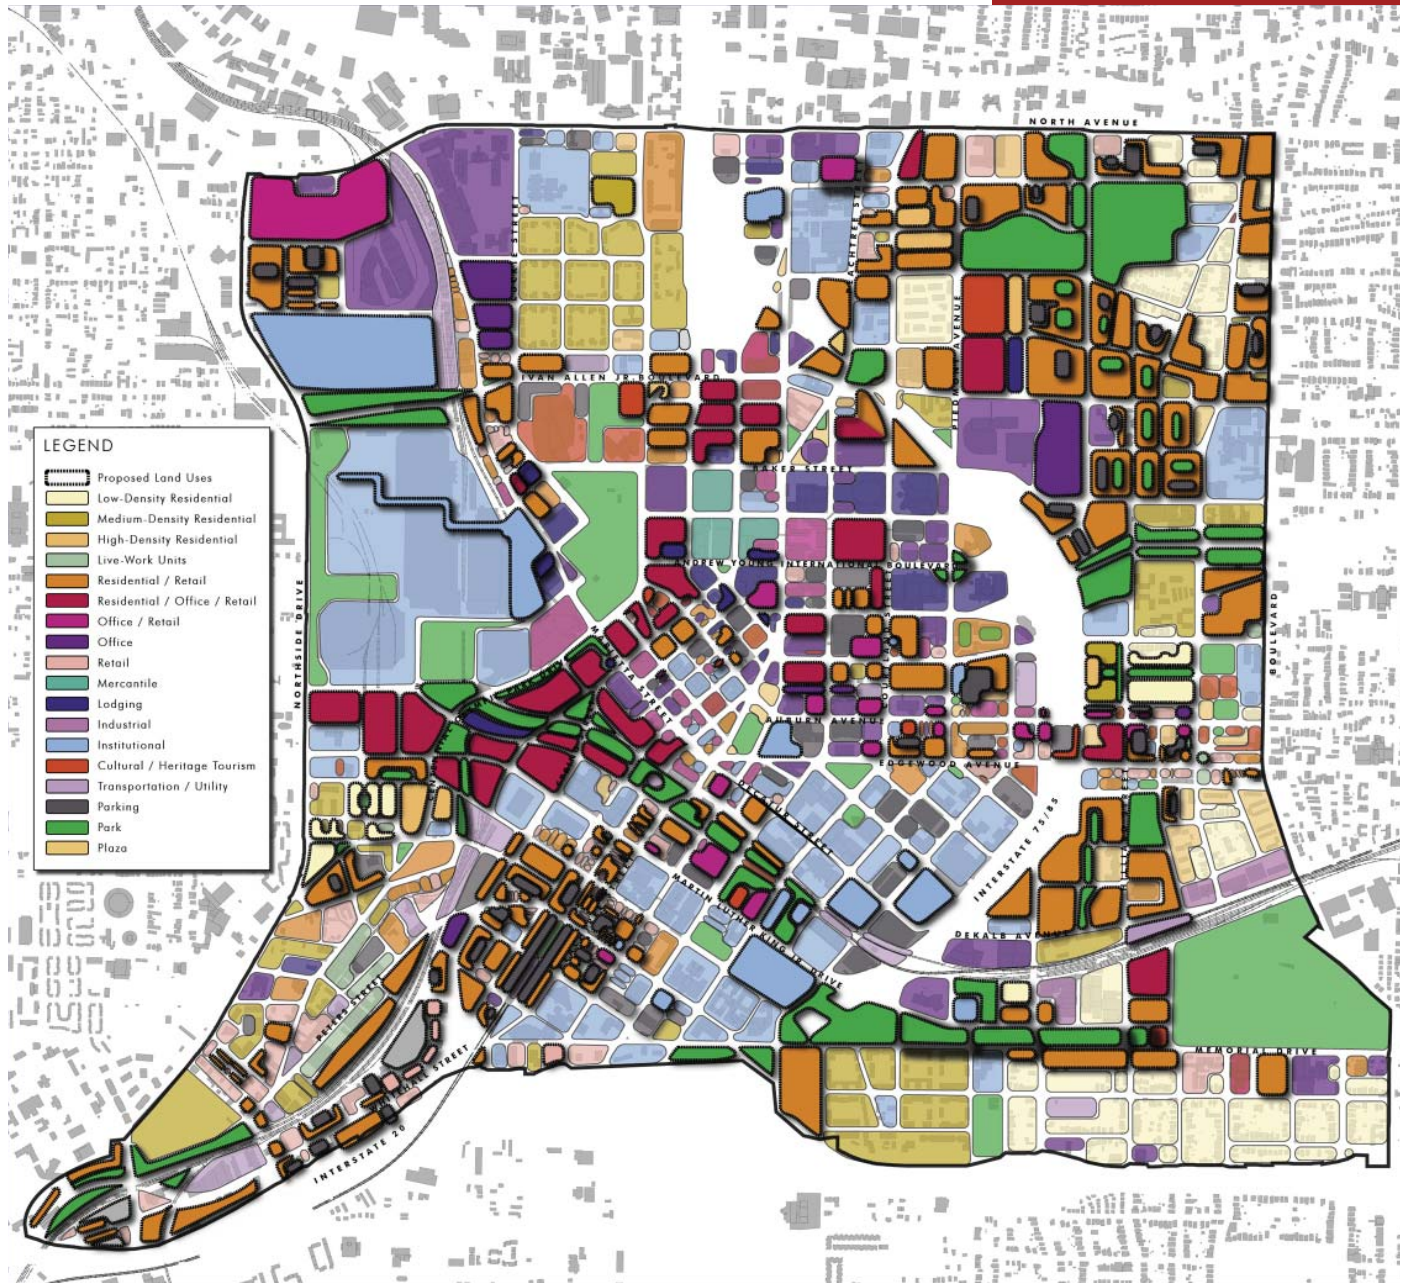 NORTH AVENUE
VAN ALLEN JR. BOULEVARD
PIEDMONT AVENUE
BAKER STREET
ANDREW YOUNG INTERNATIONAL BOULEVARD
NORTHSIDE DRIVE
BOULEVARD
AUBURN AVENUE
EDGEWOOD AVENUE
DECATUR STREET
INTERSTATE 75/85
MARTIN LUTHER KING JR. DRIVE
DEKALB AVENUE
PETERS STREET
MEMORIAL DRIVE
INTERSTATE 20
LEGEND
Proposed Land Uses
Low-Density Residential
Medium-Density Residential
High-Density Residential
Live-Work Units
Residential / Retail
Residential / Office / Retail
Office / Retail
Office
Retail
Mercantile
Lodging
Industrial
Institutional
Cultural / Heritage Tourism
Transportation / Utility
Parking
Park
Plaza